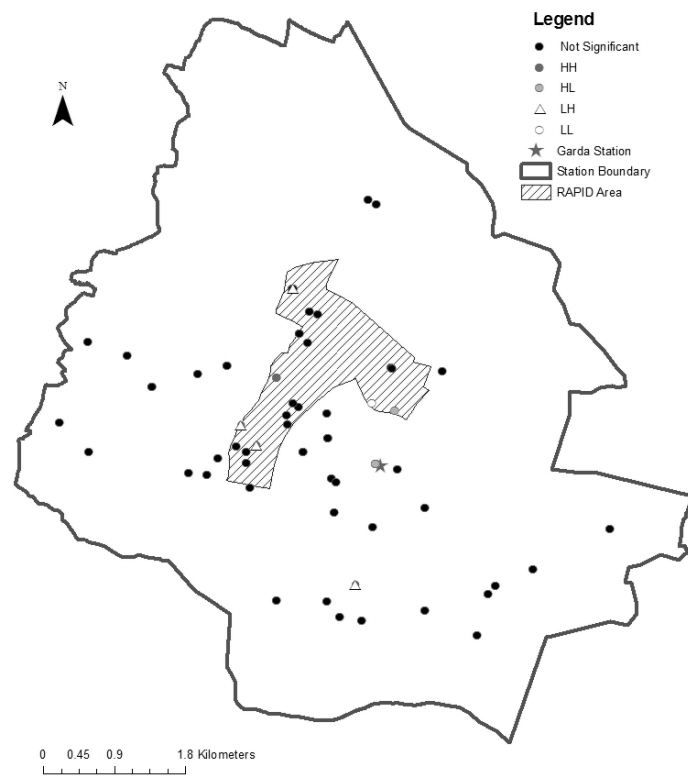 Legend
Not Significant
HH
HL
LH
LL
Garda Station
Station Boundary
RAPID Area
N
0 0.45 0.9 1.8 Kilometers